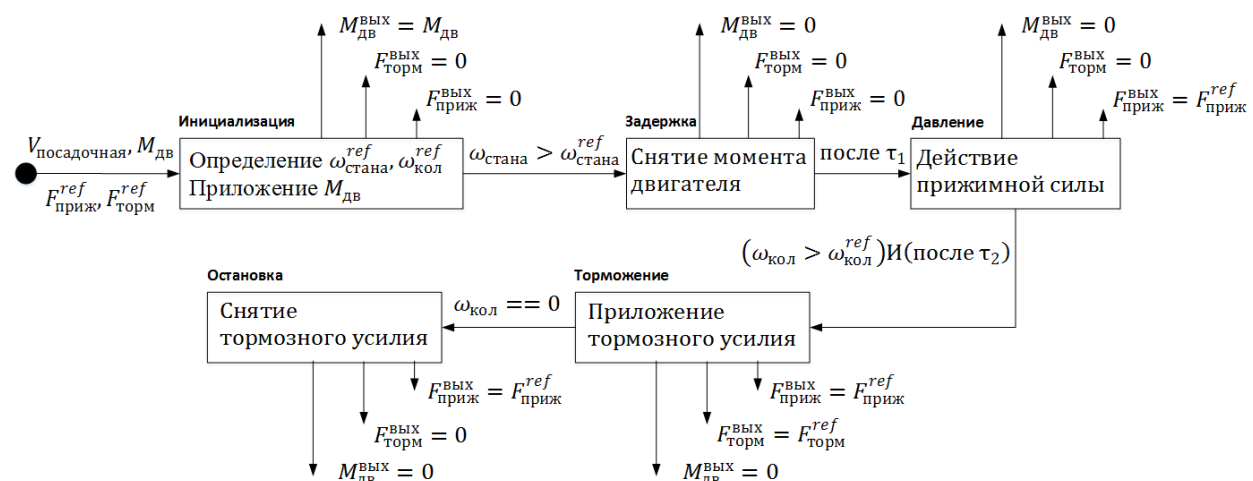 M_дв^вых = M_дв
F_торм^вых = 0
F_приж^вых = 0
Инициализация
V_посадочная, M_дв
F_приж^ref, F_торм^ref
Определение ω_стана^ref, ω_кол^ref
Приложение M_дв
ω_стана > ω_стана^ref
M_дв^вых = 0
F_торм^вых = 0
F_приж^вых = 0
Задержка
Снятие момента
двигателя
после τ₁
M_дв^вых = 0
F_торм^вых = 0
F_приж^вых = F_приж^ref
Давление
Действие
прижимной силы
(ω_кол > ω_кол^ref)И(после τ₂)
Торможение
Приложение
тормозного усилия
F_приж^вых = F_приж^ref
F_торм^вых = F_торм^ref
M_дв^вых = 0
ω_кол == 0
Остановка
Снятие
тормозного усилия
F_приж^вых = F_приж^ref
F_торм^вых = 0
M_дв^вых = 0